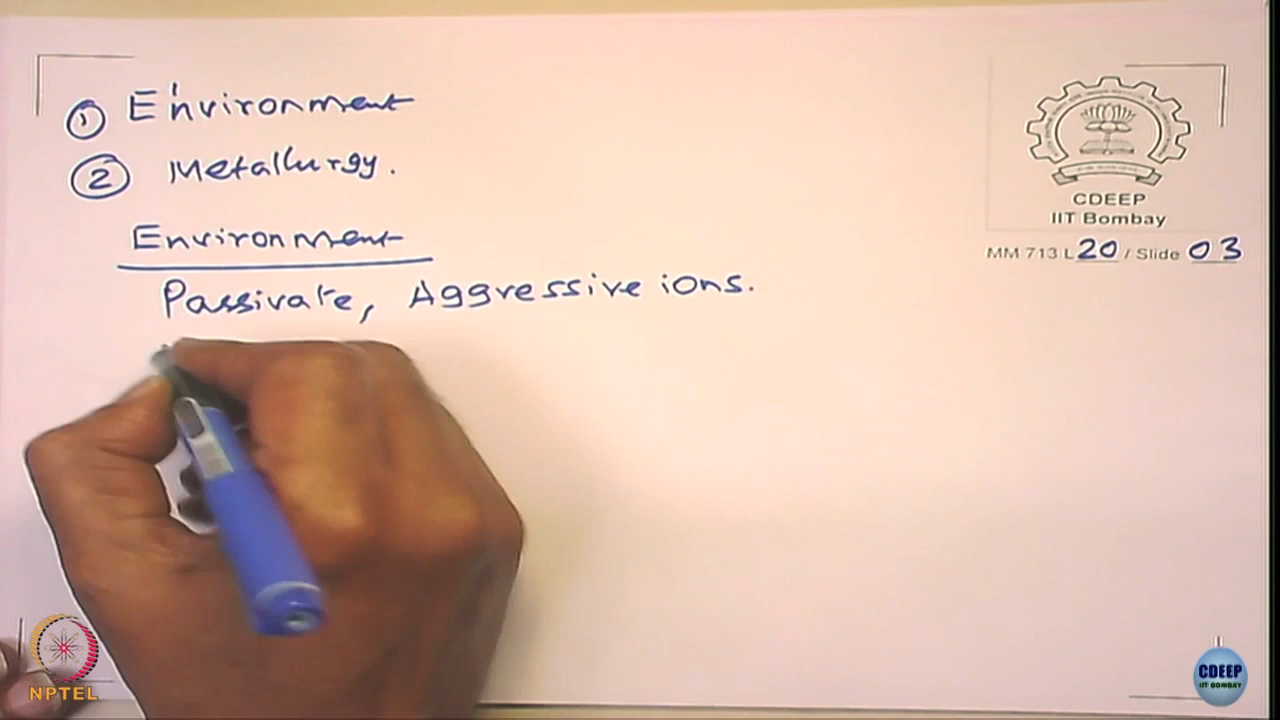 ① Environment
② Metallurgy.
Environment
Passivate, Aggressive ions.
CDEEP
IIT Bombay
MM 713 L 20 / Slide 03
NPTEL
CDEEP
IIT BOMBAY